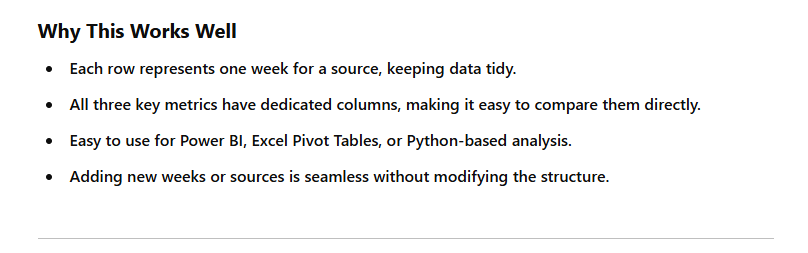 Why This Works Well
• Each row represents one week for a source, keeping data tidy.
• All three key metrics have dedicated columns, making it easy to compare them directly.
• Easy to use for Power BI, Excel Pivot Tables, or Python-based analysis.
• Adding new weeks or sources is seamless without modifying the structure.